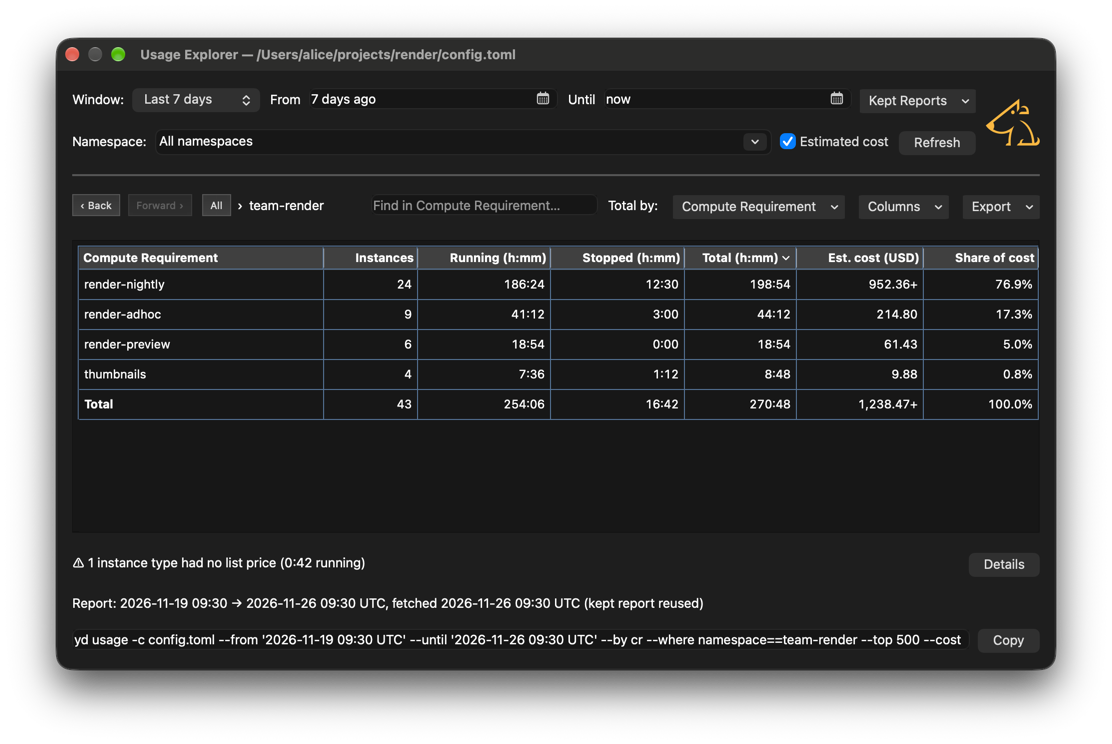 Usage Explorer — /Users/alice/projects/render/config.toml
Window: Last 7 days From 7 days ago Until now Kept Reports
Namespace: All namespaces Estimated cost Refresh
‹ Back Forward › All › team-render Find in Compute Requirement... Total by: Compute Requirement Columns Export
Compute Requirement Instances Running (h:mm) Stopped (h:mm) Total (h:mm) Est. cost (USD) Share of cost
render-nightly 24 186:24 12:30 198:54 952.36+ 76.9%
render-adhoc 9 41:12 3:00 44:12 214.80 17.3%
render-preview 6 18:54 0:00 18:54 61.43 5.0%
thumbnails 4 7:36 1:12 8:48 9.88 0.8%
Total 43 254:06 16:42 270:48 1,238.47+ 100.0%
⚠ 1 instance type had no list price (0:42 running) Details
Report: 2026-11-19 09:30 → 2026-11-26 09:30 UTC, fetched 2026-11-26 09:30 UTC (kept report reused)
yd usage -c config.toml --from '2026-11-19 09:30 UTC' --until '2026-11-26 09:30 UTC' --by cr --where namespace==team-render --top 500 --cost Copy